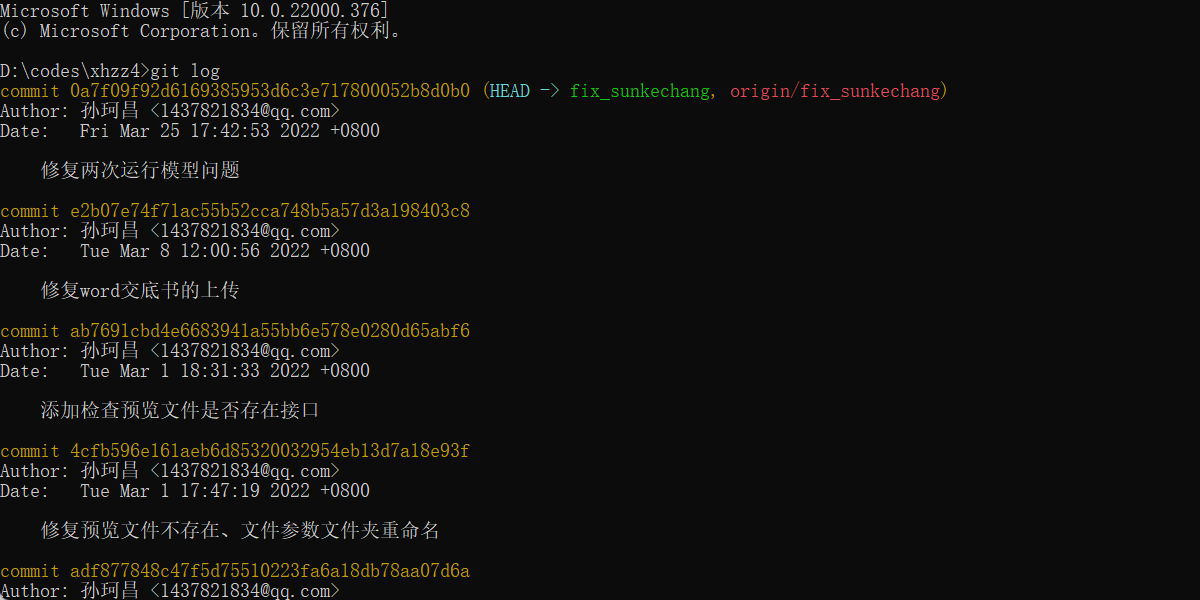 Microsoft Windows [版本 10.0.22000.376]
(c) Microsoft Corporation。保留所有权利。
D:\codes\xhzz4>git log
commit 0a7f09f92d6169385953d6c3e717800052b8d0b0 (HEAD -> fix_sunkechang, origin/fix_sunkechang)
Author: 孙珂昌 <1437821834@qq.com>
Date:   Fri Mar 25 17:42:53 2022 +0800
修复两次运行模型问题
commit e2b07e74f71ac55b52cca748b5a57d3a198403c8
Author: 孙珂昌 <1437821834@qq.com>
Date:   Tue Mar 8 12:00:56 2022 +0800
修复word交底书的上传
commit ab7691cbd4e6683941a55bb6e578e0280d65abf6
Author: 孙珂昌 <1437821834@qq.com>
Date:   Tue Mar 1 18:31:33 2022 +0800
添加检查预览文件是否存在接口
commit 4cfb596e161aeb6d85320032954eb13d7a18e93f
Author: 孙珂昌 <1437821834@qq.com>
Date:   Tue Mar 1 17:47:19 2022 +0800
修复预览文件不存在、文件参数文件夹重命名
commit adf877848c47f5d75510223fa6a18db78aa07d6a
Author: 孙珂昌 <1437821834@qq.com>